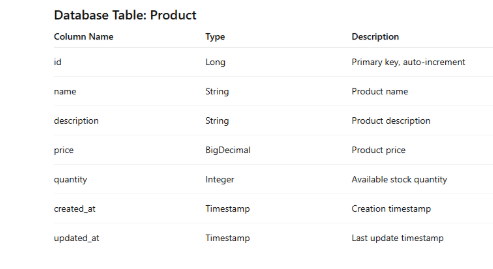 Database Table: Product
Column Name Type Description
id Long Primary key, auto-increment
name String Product name
description String Product description
price BigDecimal Product price
quantity Integer Available stock quantity
created_at Timestamp Creation timestamp
updated_at Timestamp Last update timestamp